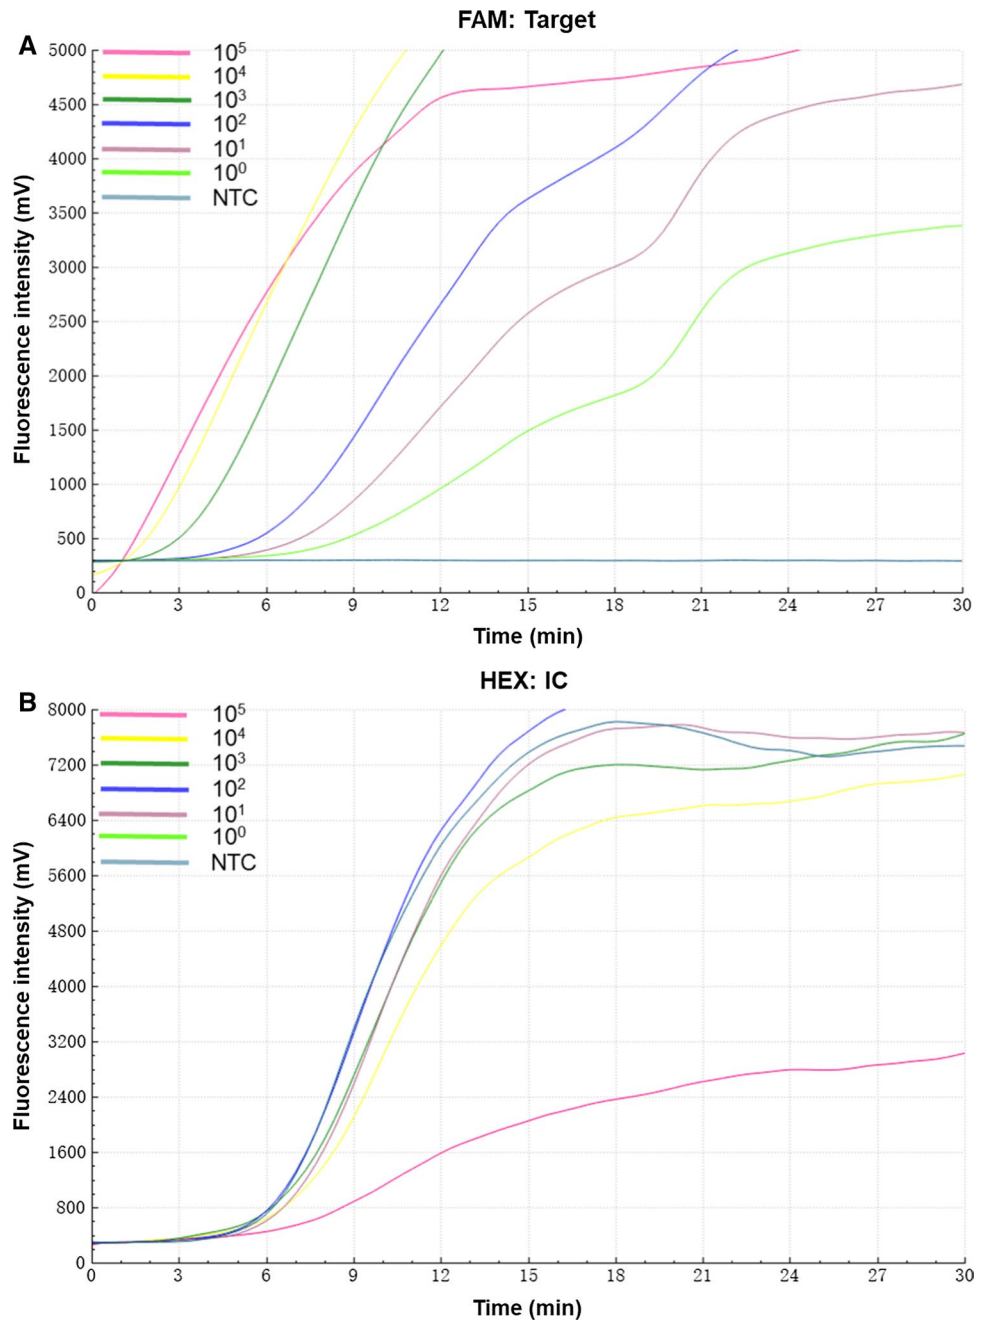 FAM: Target
A
5000
4500
4000
3500
3000
2500
2000
1500
1000
500
0
10⁵
10⁴
10³
10²
10¹
10⁰
NTC
Fluorescence intensity (mV)
0 3 6 9 12 15 18 21 24 27 30
Time (min)
HEX: IC
B
8000
7200
6400
5600
4800
4000
3200
2400
1600
800
0
10⁵
10⁴
10³
10²
10¹
10⁰
NTC
Fluorescence intensity (mV)
0 3 6 9 12 15 18 21 24 27 30
Time (min)